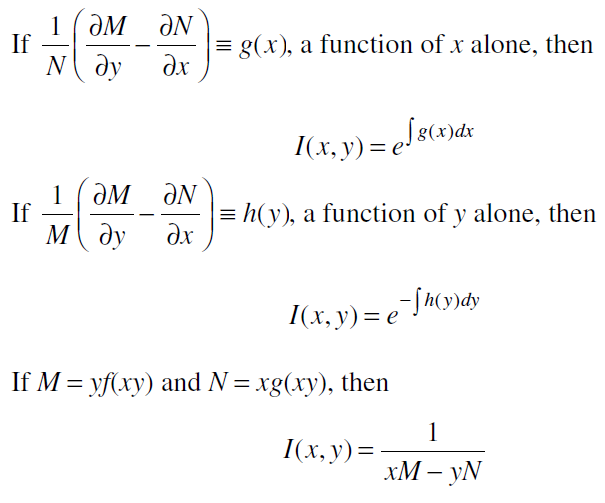 If \frac{1}{N}\left(\frac{\partial M}{\partial y} - \frac{\partial N}{\partial x}\right) \equiv g(x), a function of x alone, then
I(x, y) = e^{\int g(x)dx}
If \frac{1}{M}\left(\frac{\partial M}{\partial y} - \frac{\partial N}{\partial x}\right) \equiv h(y), a function of y alone, then
I(x, y) = e^{-\int h(y)dy}
If M = yf(xy) and N = xg(xy), then
I(x, y) = \frac{1}{xM - yN}